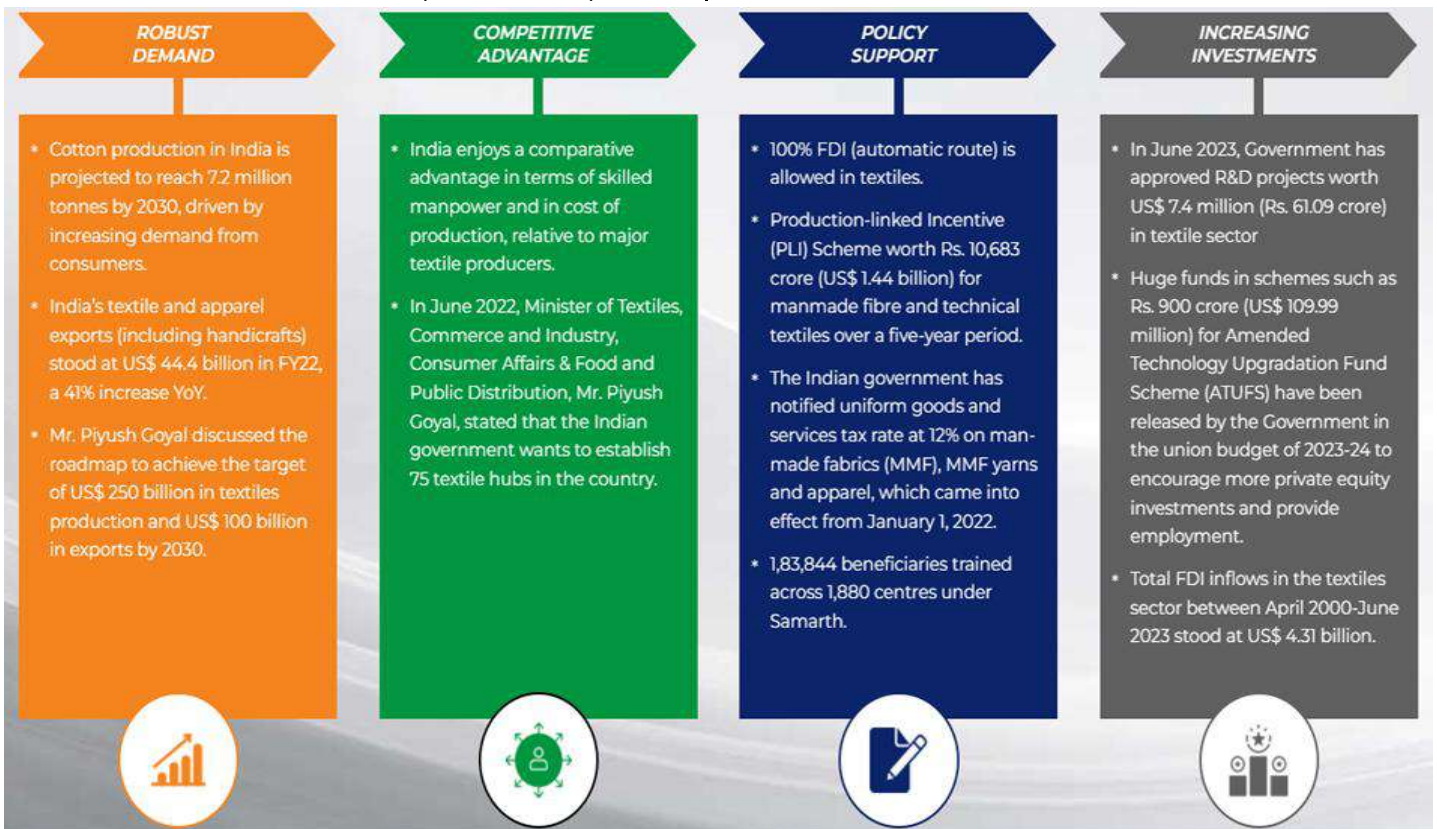 ROBUST
DEMAND
* Cotton production in India is
projected to reach 7.2 million
tonnes by 2030, driven by
increasing demand from
consumers.
* India's textile and apparel
exports (including handicrafts)
stood at US$ 44.4 billion in FY22,
a 41% increase YoY.
* Mr. Piyush Goyal discussed the
roadmap to achieve the target
of US$ 250 billion in textiles
production and US$ 100 billion
in exports by 2030.
COMPETITIVE
ADVANTAGE
* India enjoys a comparative
advantage in terms of skilled
manpower and in cost of
production, relative to major
textile producers.
* In June 2022, Minister of Textiles,
Commerce and Industry,
Consumer Affairs & Food and
Public Distribution, Mr. Piyush
Goyal, stated that the Indian
government wants to establish
75 textile hubs in the country.
POLICY
SUPPORT
* 100% FDI (automatic route) is
allowed in textiles.
* Production-linked Incentive
(PLI) Scheme worth Rs. 10,683
crore (US$ 1.44 billion) for
manmade fibre and technical
textiles over a five-year period.
* The Indian government has
notified uniform goods and
services tax rate at 12% on man-
made fabrics (MMF), MMF yarns
and apparel, which came into
effect from January 1, 2022.
* 1,83,844 beneficiaries trained
across 1,880 centres under
Samarth.
INCREASING
INVESTMENTS
* In June 2023, Government has
approved R&D projects worth
US$ 7.4 million (Rs. 61.09 crore)
in textile sector
* Huge funds in schemes such as
Rs. 900 crore (US$ 109.99
million) for Amended
Technology Upgradation Fund
Scheme (ATUFS) have been
released by the Government in
the union budget of 2023-24 to
encourage more private equity
investments and provide
employment.
* Total FDI inflows in the textiles
sector between April 2000-June
2023 stood at US$ 4.31 billion.